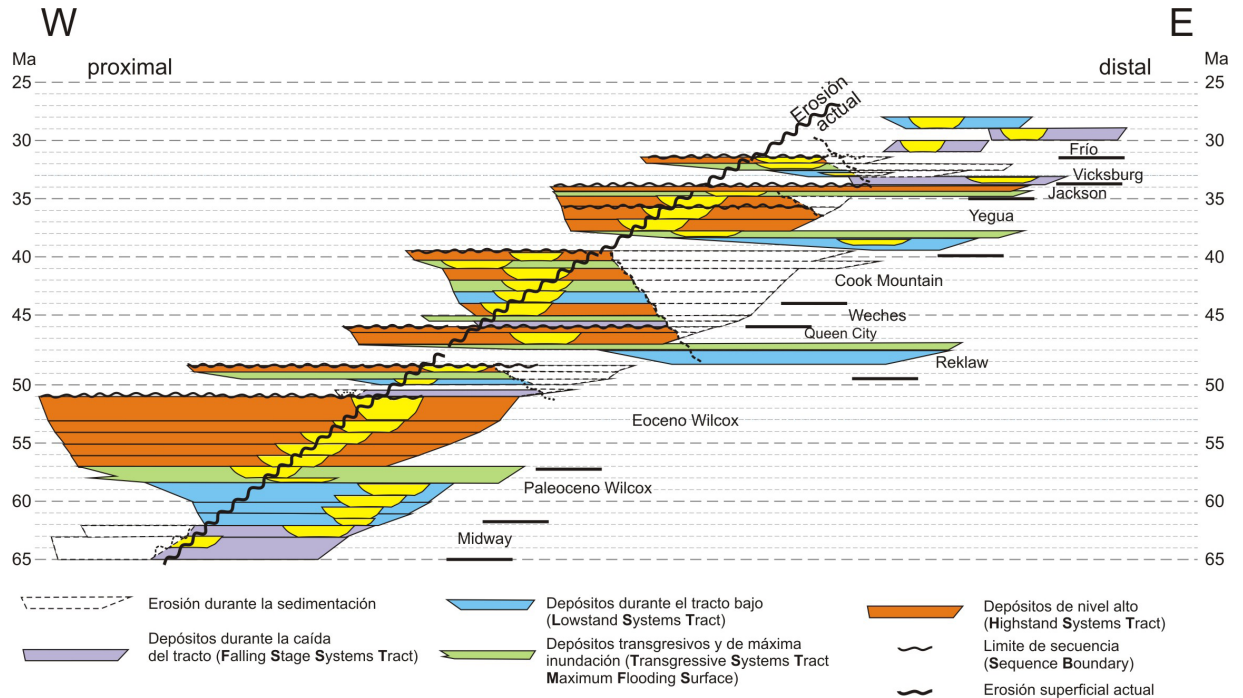 W
E
Ma
proximal
distal
Ma
25
25
Erosión
actual
30
30
Frío
Vicksburg
Jackson
35
35
Yegua
40
40
Cook Mountain
Weches
45
45
Queen City
Reklaw
50
50
Eoceno Wilcox
55
55
Paleoceno Wilcox
60
60
Midway
65
65
Erosión durante la sedimentación
Depósitos durante la caída
del tracto (Falling Stage Systems Tract)
Depósitos durante el tracto bajo
(Lowstand Systems Tract)
Depósitos transgresivos y de máxima
inundación (Transgressive Systems Tract
Maximum Flooding Surface)
Depósitos de nivel alto
(Highstand Systems Tract)
Limite de secuencia
(Sequence Boundary)
Erosión superficial actual